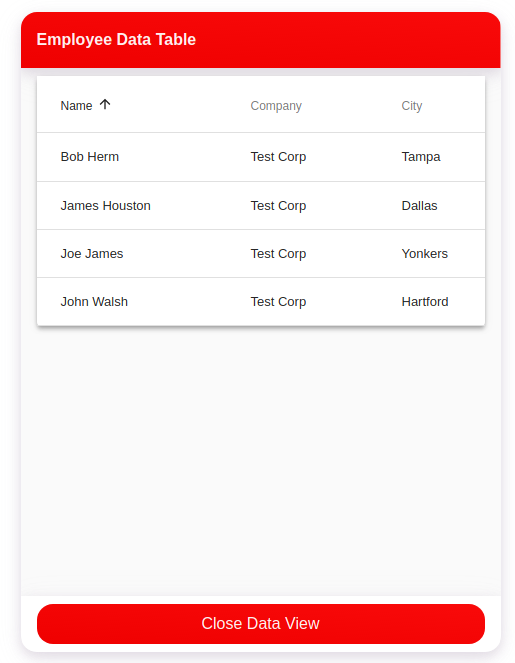 Employee Data Table
Name Company City
Bob Herm Test Corp Tampa
James Houston Test Corp Dallas
Joe James Test Corp Yonkers
John Walsh Test Corp Hartford
Close Data View